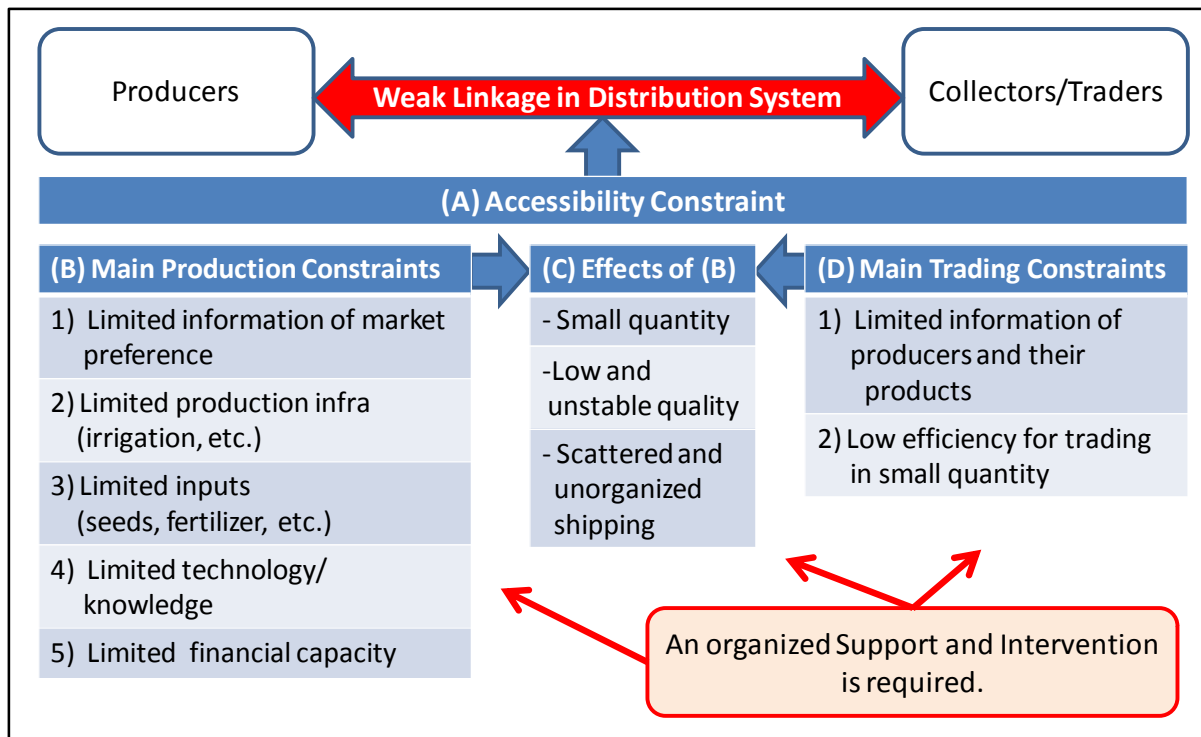 Producers
Weak Linkage in Distribution System
Collectors/Traders
(A) Accessibility Constraint
(B) Main Production Constraints
1) Limited information of market
preference
2) Limited production infra
(irrigation, etc.)
3) Limited inputs
(seeds, fertilizer, etc.)
4) Limited technology/
knowledge
5) Limited financial capacity
(C) Effects of (B)
- Small quantity
-Low and
unstable quality
- Scattered and
unorganized
shipping
(D) Main Trading Constraints
1) Limited information of
producers and their
products
2) Low efficiency for trading
in small quantity
An organized Support and Intervention
is required.